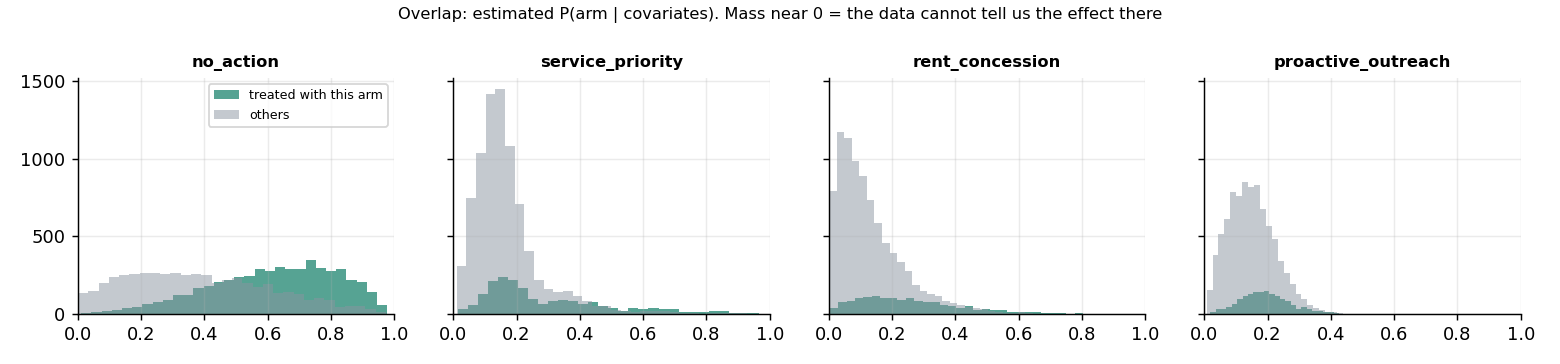 Overlap: estimated P(arm | covariates). Mass near 0 = the data cannot tell us the effect there
no_action
service_priority
rent_concession
proactive_outreach
treated with this arm
others
1500
1000
500
0
0.0 0.2 0.4 0.6 0.8 1.0
0.0 0.2 0.4 0.6 0.8 1.0
0.0 0.2 0.4 0.6 0.8 1.0
0.0 0.2 0.4 0.6 0.8 1.0